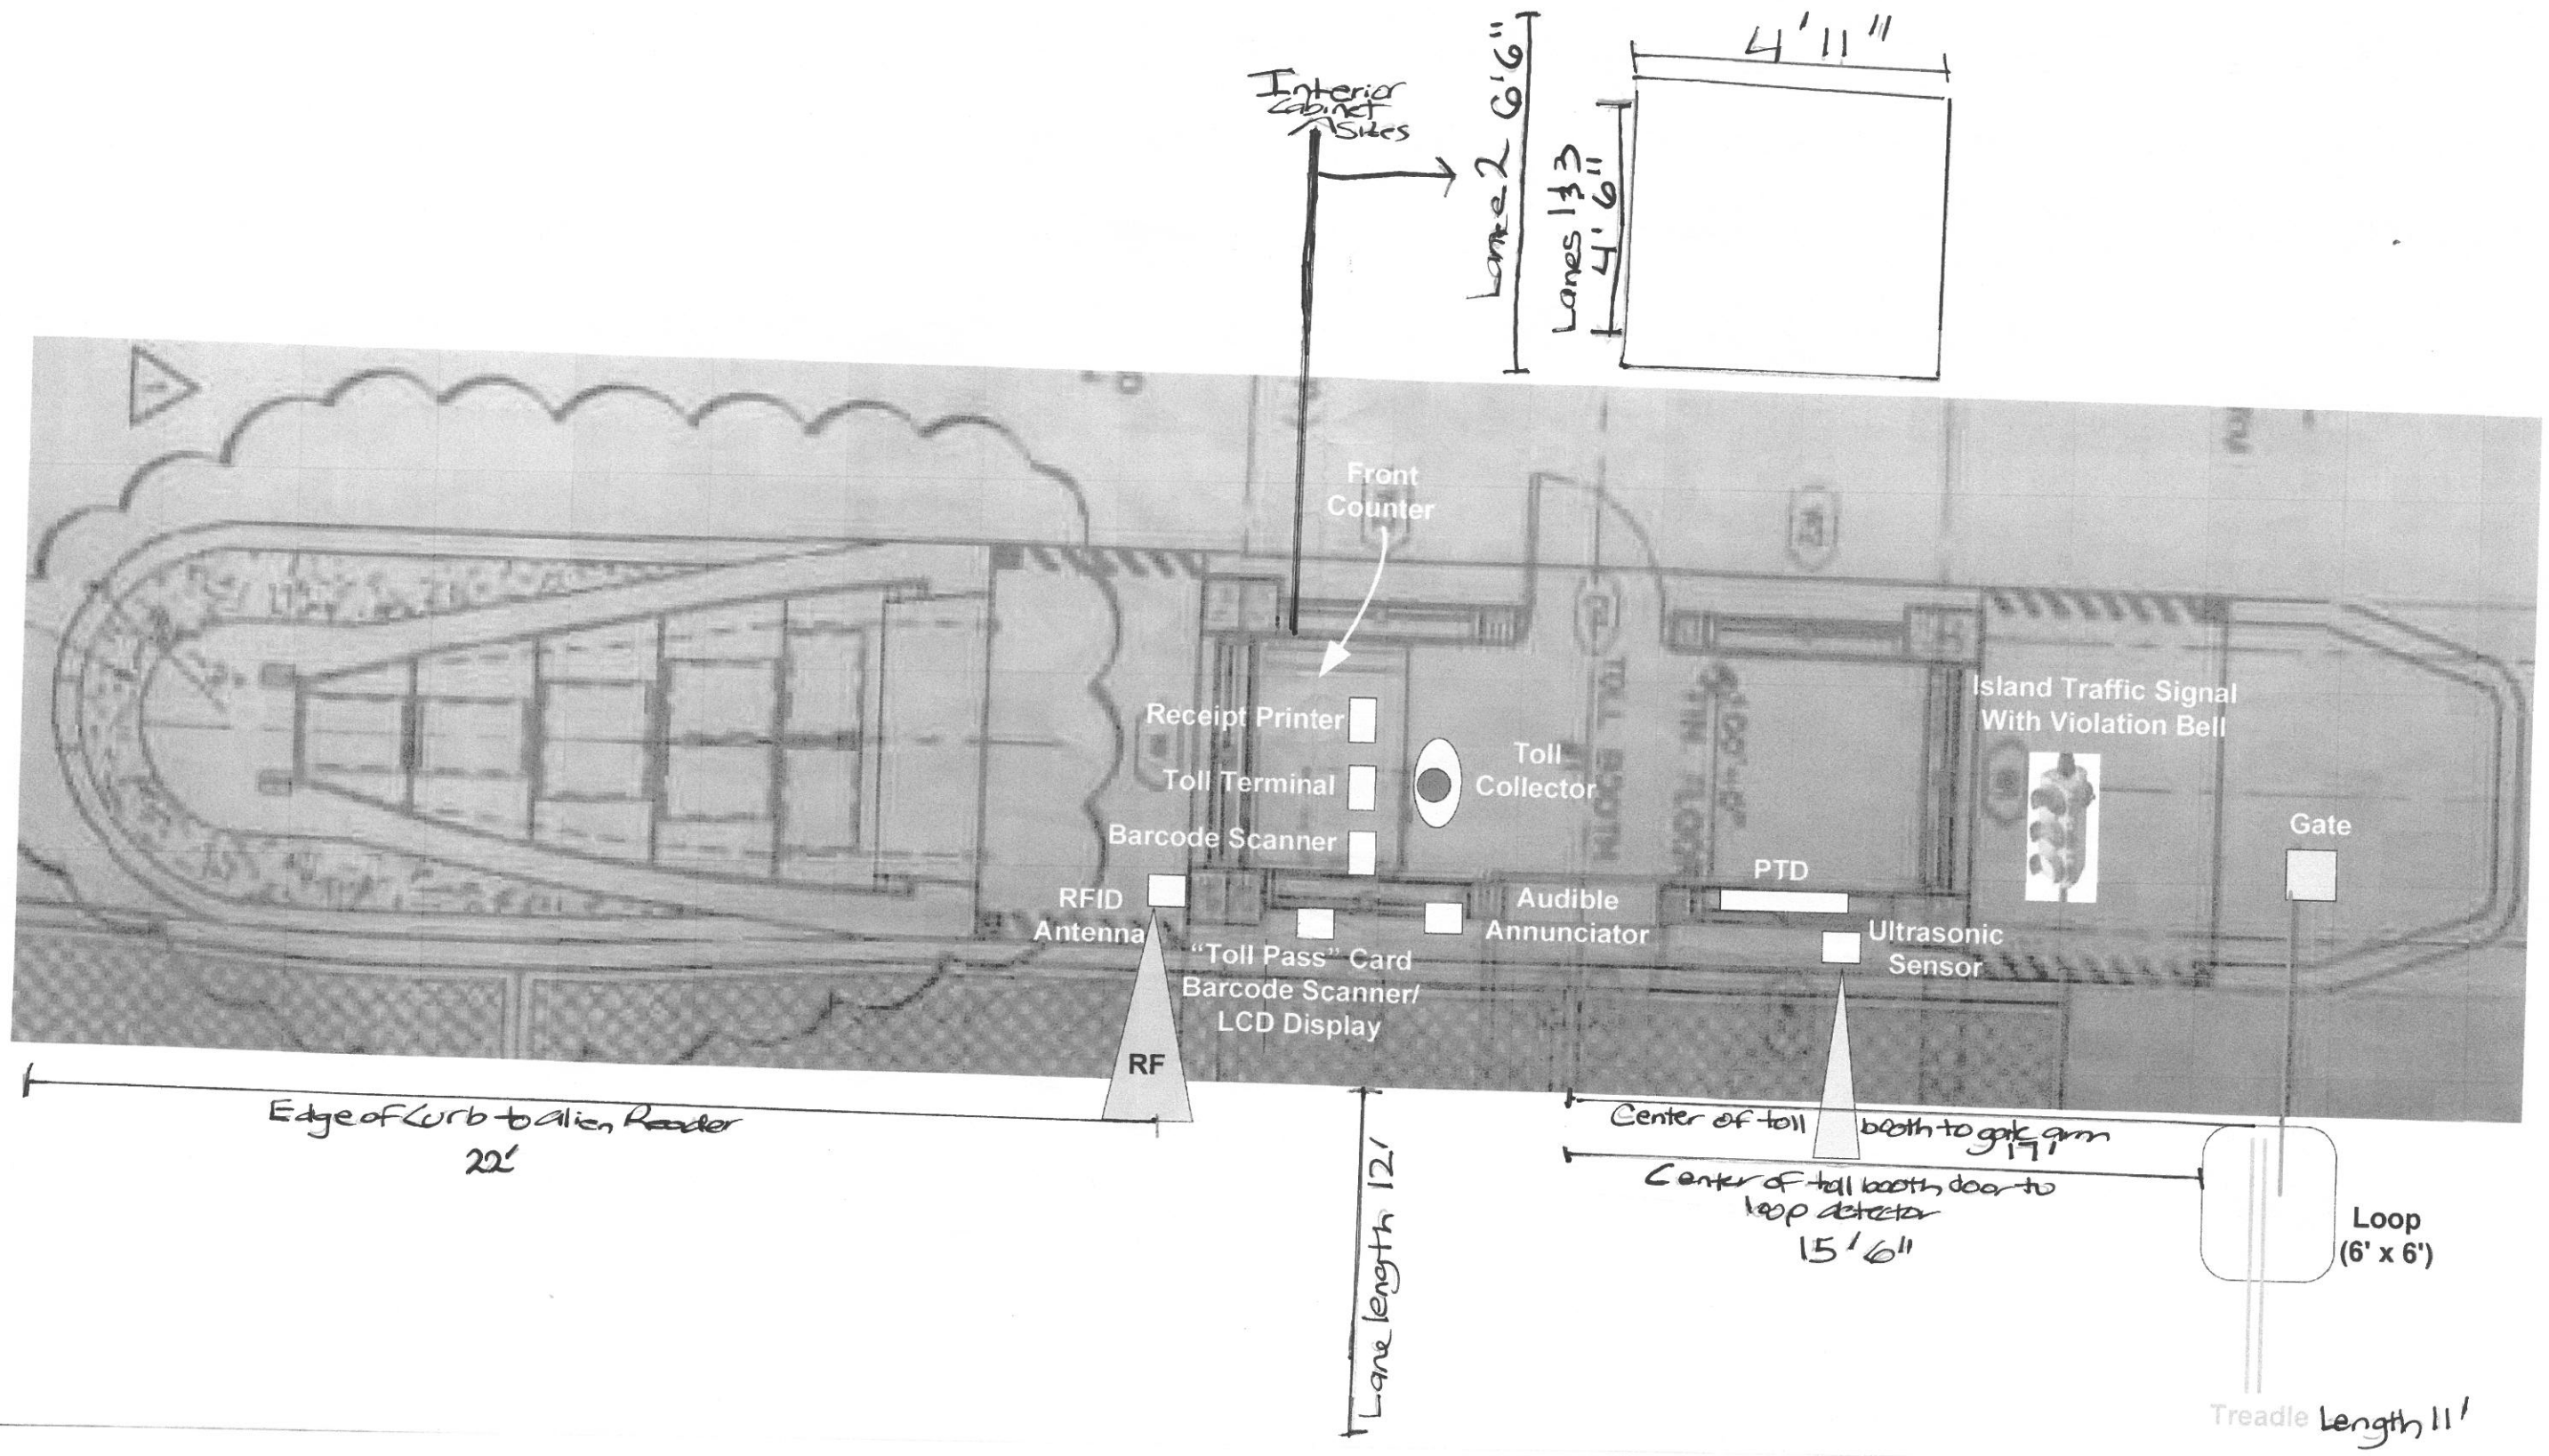 4' 11"
Interior
Cabinet
Sizes
Lane 2 6'6"
Lanes 1 & 3
4' 6"
Front
Counter
Receipt Printer
Toll Terminal
Barcode Scanner
Toll
Collector
TOLL BOOTH
Island Traffic Signal
With Violation Bell
Gate
PTD
RFID
Antenna
Audible
Annunciator
Ultrasonic
Sensor
"Toll Pass" Card
Barcode Scanner/
LCD Display
RF
Edge of Curb to Alien Reader
22'
Center of toll booth to gate arm
17'
Center of toll booth door to
loop detector
15' 6"
Lane length 12'
Loop
(6' x 6')
Treadle Length 11'